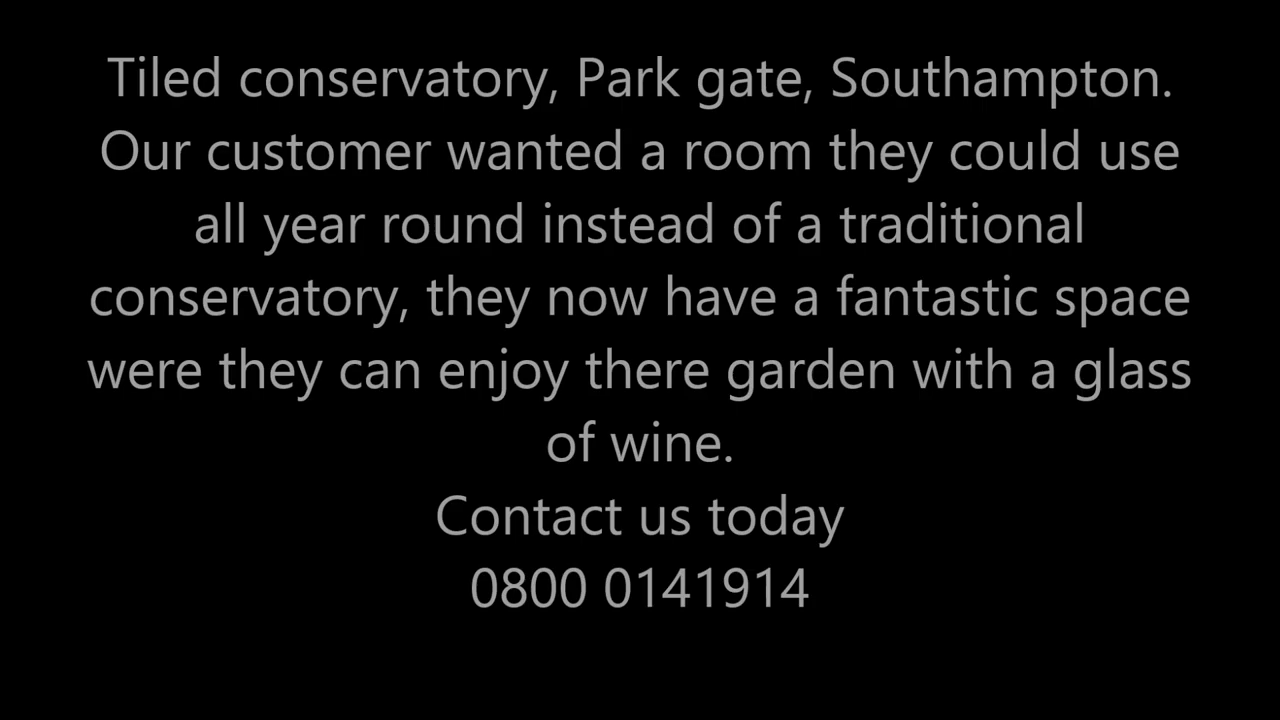 Tiled conservatory, Park gate, Southampton.
Our customer wanted a room they could use
all year round instead of a traditional
conservatory, they now have a fantastic space
were they can enjoy there garden with a glass
of wine.
Contact us today
0800 0141914